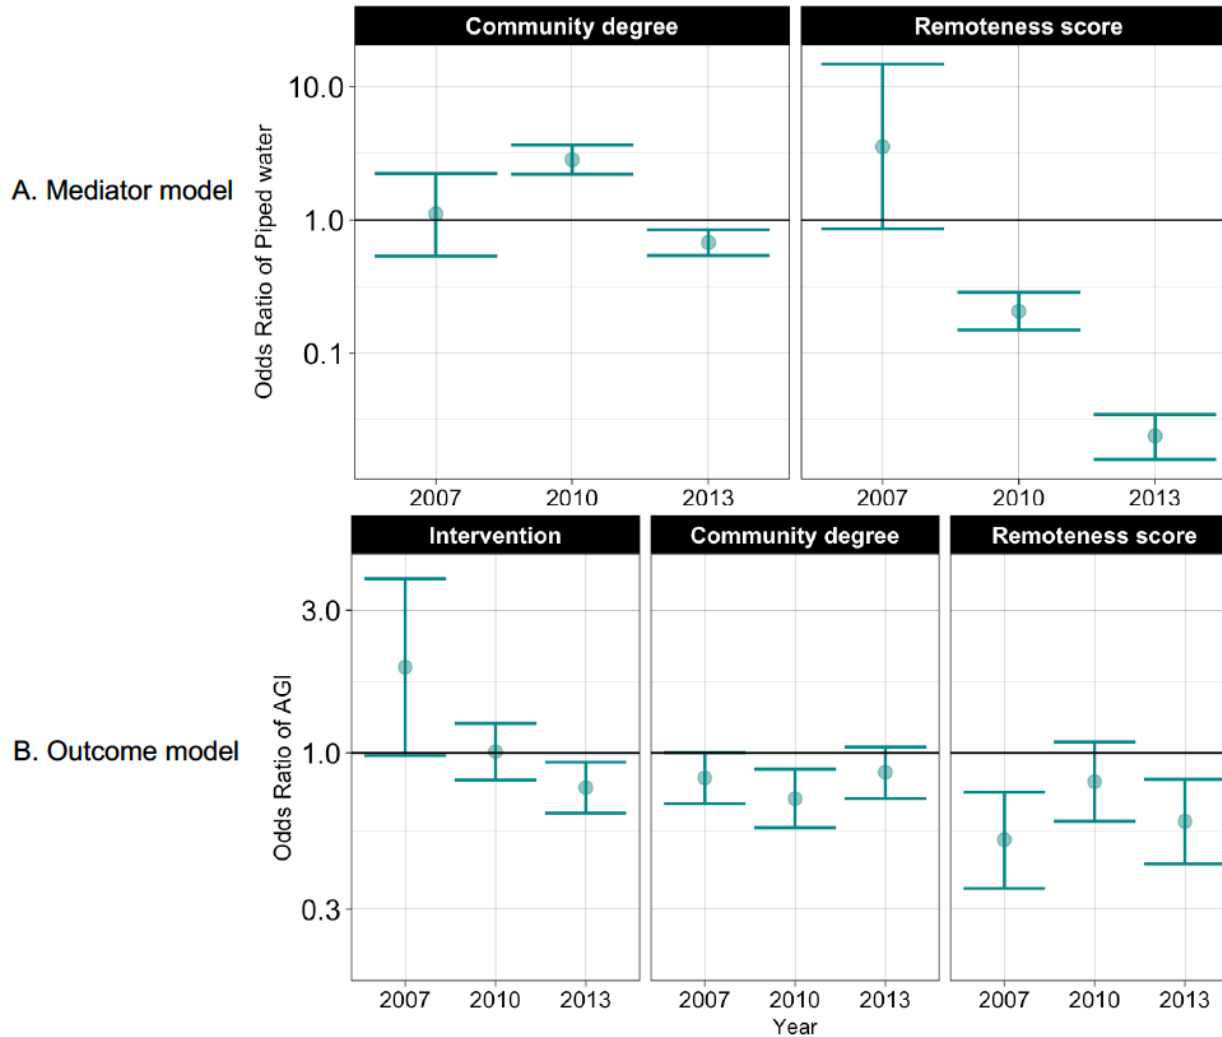 Community degree
Remoteness score
A. Mediator model
Odds Ratio of Piped water
10.0
1.0
0.1
2007
2010
2013
2007
2010
2013
Intervention
Community degree
Remoteness score
B. Outcome model
Odds Ratio of AGI
3.0
1.0
0.3
2007
2010
2013
2007
2010
2013
2007
2010
2013
Year